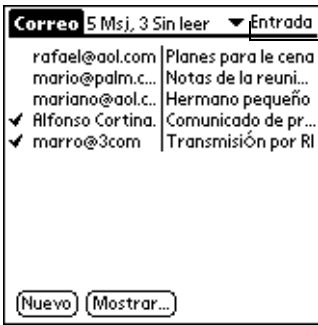 Correo 5 Msj, 3 Sin leer Entrada
rafael@aol.com Planes para le cena
mario@palm.c... Notas de la reuni...
mariano@aol.c.. Hermano pequeño
Alfonso Cortina. Comunicado de pr...
marro@3com Transmisión por RI
Nuevo Mostrar...